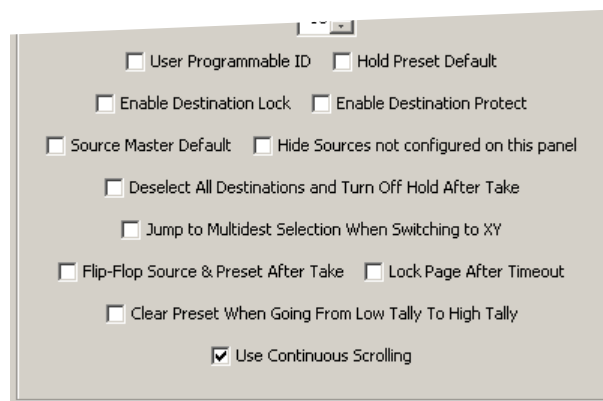 User Programmable ID Hold Preset Default
Enable Destination Lock Enable Destination Protect
Source Master Default Hide Sources not configured on this panel
Deselect All Destinations and Turn Off Hold After Take
Jump to Multidest Selection When Switching to XY
Flip-Flop Source & Preset After Take Lock Page After Timeout
Clear Preset When Going From Low Tally To High Tally
Use Continuous Scrolling